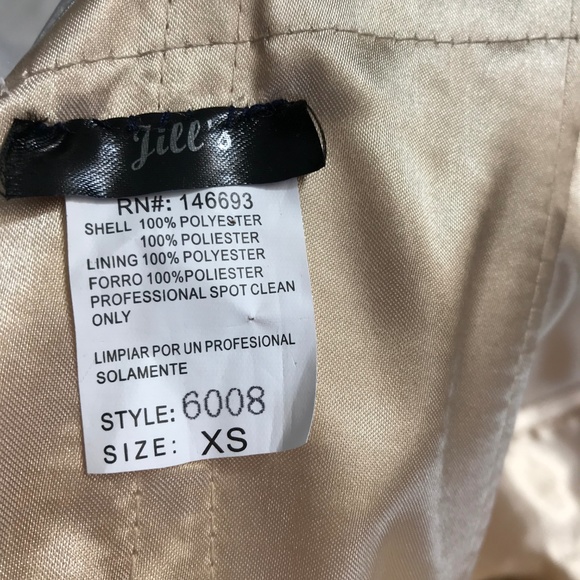 Jill's
RN#: 146693
SHELL 100% POLYESTER
100% POLIESTER
LINING 100% POLYESTER
FORRO 100%POLIESTER
PROFESSIONAL SPOT CLEAN
ONLY
LIMPIAR POR UN PROFESIONAL
SOLAMENTE
STYLE: 6008
SIZE: XS